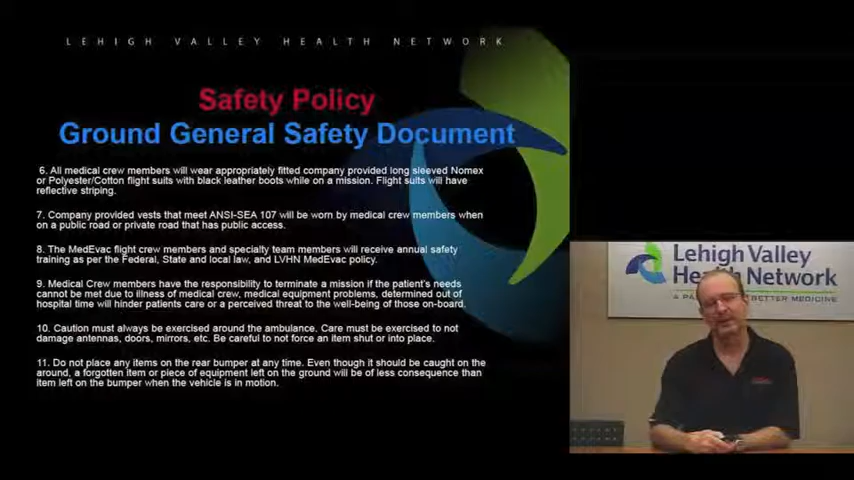 LEHIGH VALLEY HEALTH NETWORK
Safety Policy
Ground General Safety Document
6. All medical crew members will wear appropriately fitted company provided long sleeved Nomex
or Polyester/Cotton flight suits with black leather boots while on a mission. Flight suits will have
reflective striping.
7. Company provided vests that meet ANSI-SEA 107 will be worn by medical crew members when
on a public road or private road that has public access.
8. The MedEvac flight crew members and specialty team members will receive annual safety
training as per the Federal, State and local law, and LVHN MedEvac policy.
9. Medical Crew members have the responsibility to terminate a mission if the patient's needs
cannot be met due to illness of medical crew, medical equipment problems, determined out of
hospital time will hinder patients care or a perceived threat to the well-being of those on-board.
10. Caution must always be exercised around the ambulance. Care must be exercised to not
damage antennas, doors, mirrors, etc. Be careful to not force an item shut or into place.
11. Do not place any items on the rear bumper at any time. Even though it should be caught on the
around, a forgotten item or piece of equipment left on the ground will be of less consequence than
item left on the bumper when the vehicle is in motion.
Lehigh Valley
Health Network
A BETTER MEDICINE